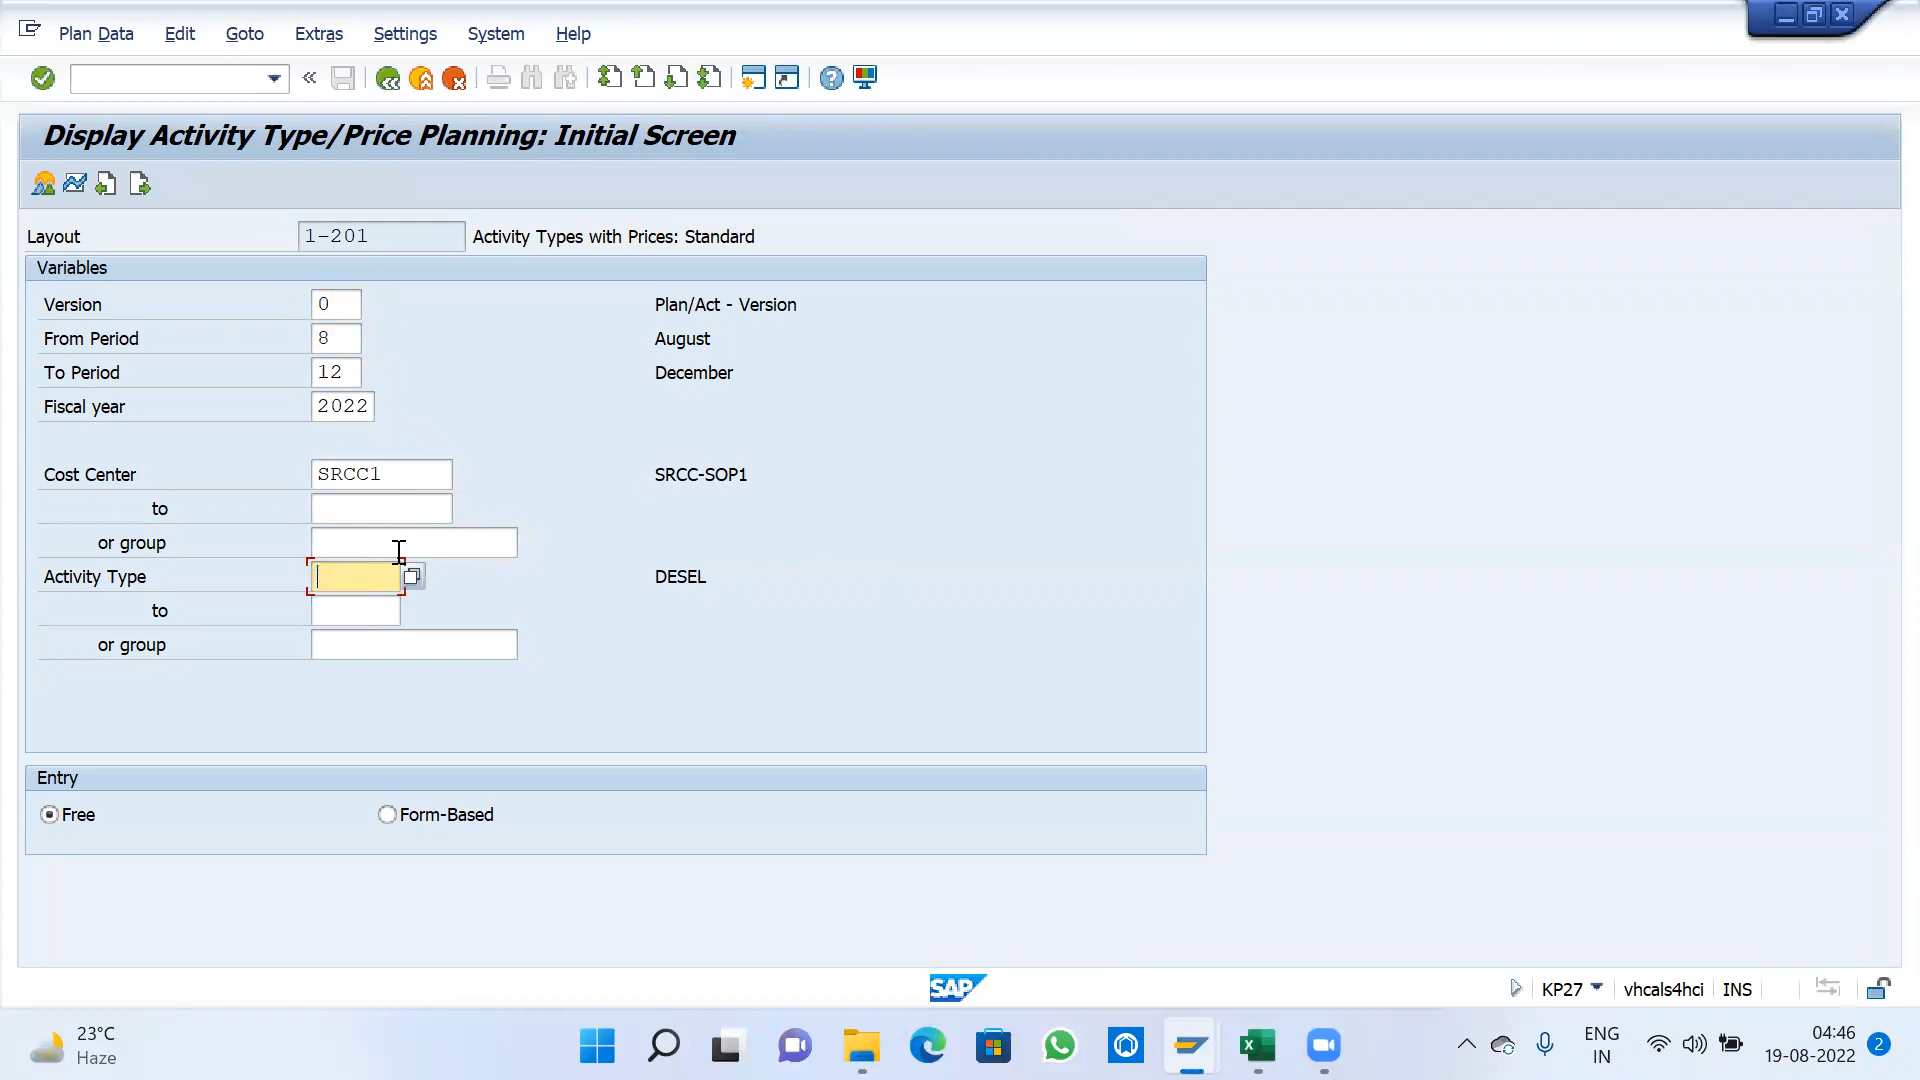 Plan Data Edit Goto Extras Settings System Help
Display Activity Type/Price Planning: Initial Screen
Layout 1-201 Activity Types with Prices: Standard
Variables
Version 0 Plan/Act - Version
From Period 8 August
To Period 12 December
Fiscal year 2022
Cost Center SRCC1 SRCC-SOP1
to
or group
Activity Type DESEL
to
or group
Entry
Free Form-Based
SAP KP27 vhcals4hci INS
23°C
Haze
ENG
IN
04:46
19-08-2022
2